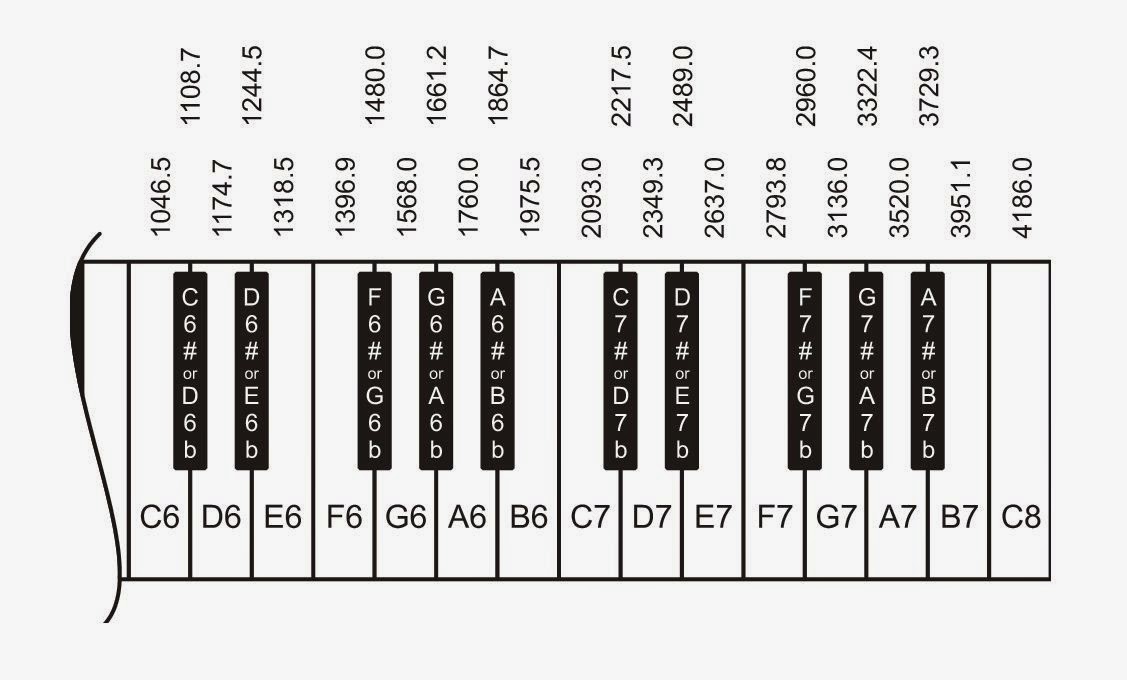 1108.7 1244.5 1480.0 1661.2 1864.7 2217.5 2489.0 2960.0 3322.4 3729.3
1046.5 1174.7 1318.5 1396.9 1568.0 1760.0 1975.5 2093.0 2349.3 2637.0 2793.8 3136.0 3520.0 3951.1 4186.0
C6# or D6b
D6# or E6b
F6# or G6b
G6# or A6b
A6# or B6b
C7# or D7b
D7# or E7b
F7# or G7b
G7# or A7b
A7# or B7b
C6 D6 E6 F6 G6 A6 B6 C7 D7 E7 F7 G7 A7 B7 C8